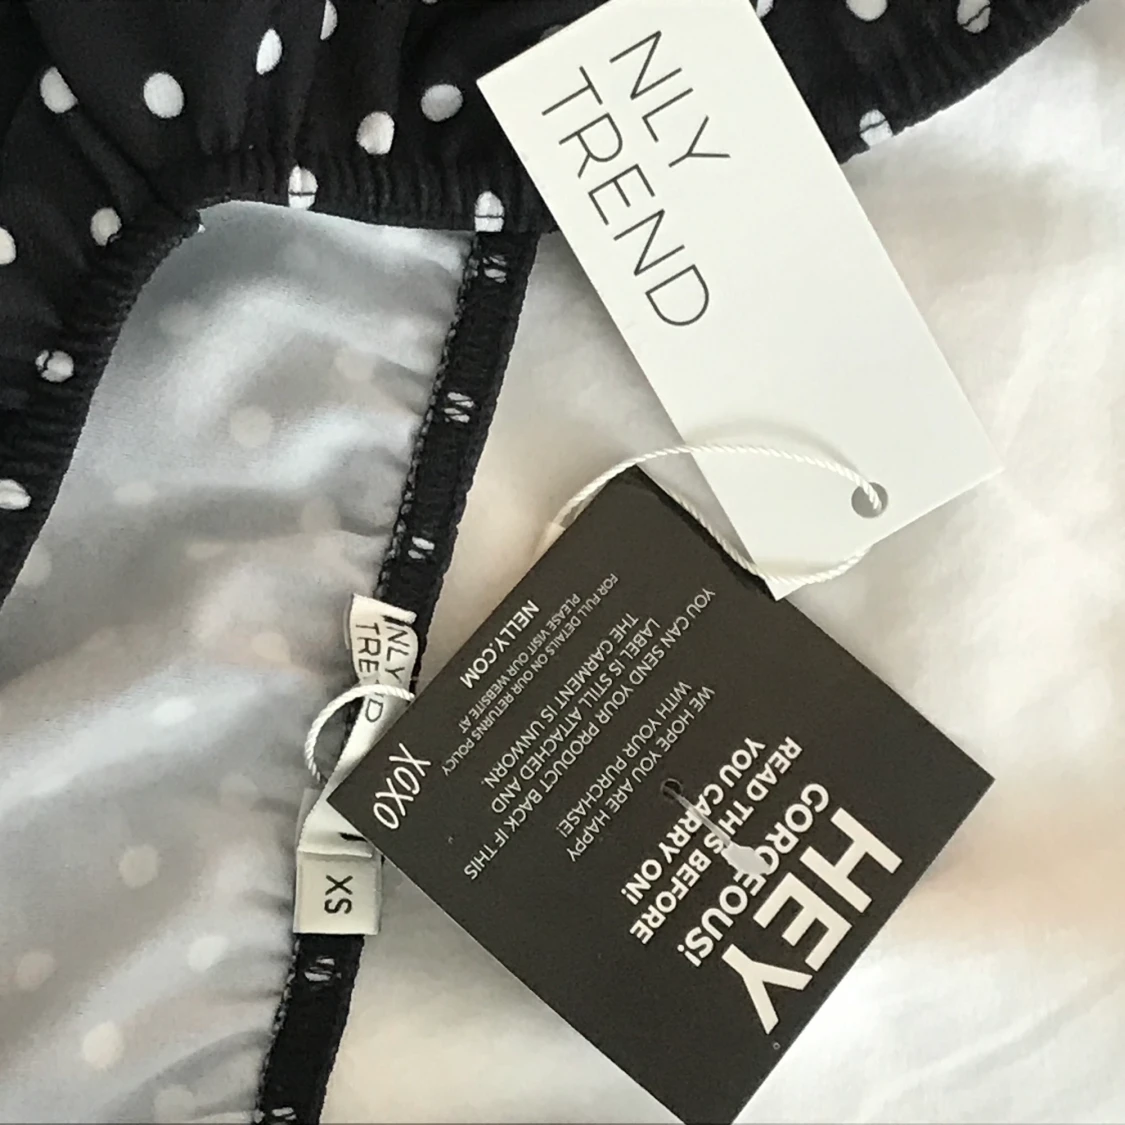 NLY
TREND
HEY
GORGEOUS!
READ THIS BEFORE
YOU CARRY ON!
WE HOPE YOU ARE HAPPY
WITH YOUR PURCHASE!
YOU CAN SEND YOUR PRODUCT BACK IF THIS
LABEL IS STILL ATTACHED AND
THE GARMENT IS UNWORN.
FOR FULL DETAILS ON OUR RETURNS POLICY
PLEASE VISIT OUR WEBSITE AT
NELLY.COM
XOXO
NLY
TREND
XS